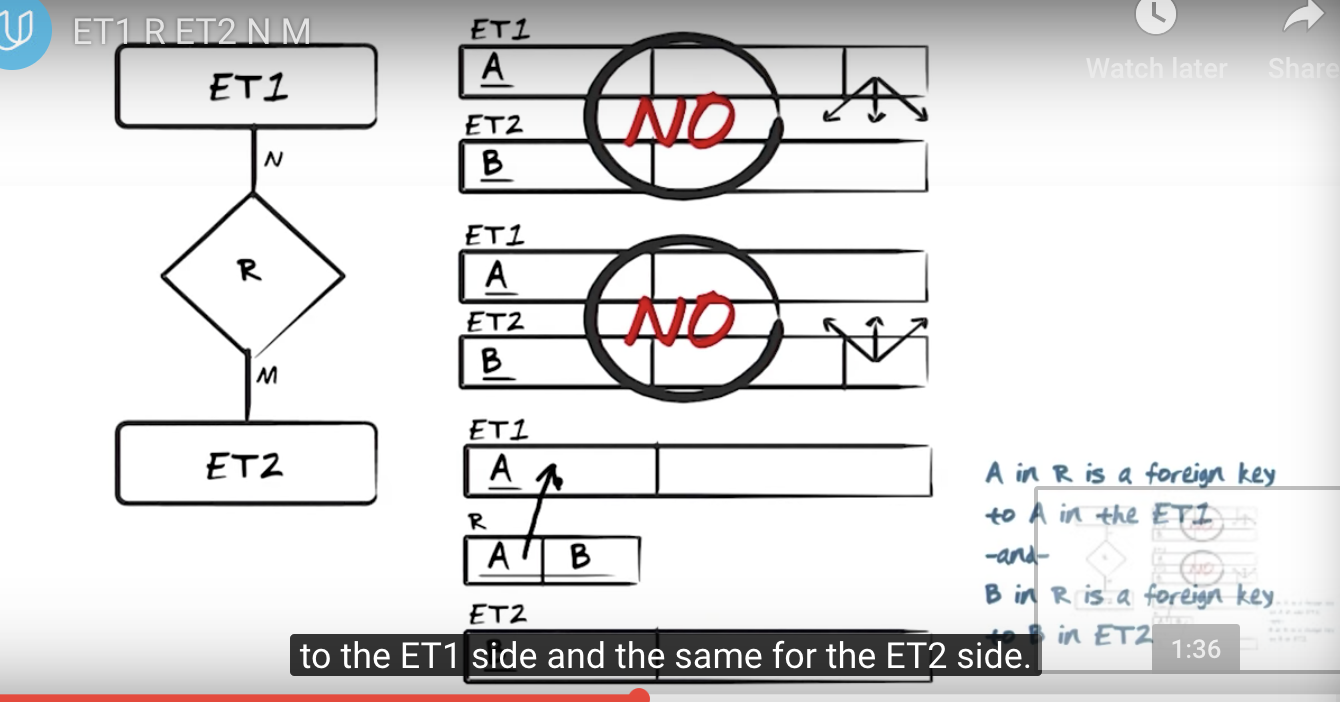 ET1 R ET2 N M
Watch later
Share
ET1
N
R
M
ET2
ET1
A
NO
ET2
B
ET1
A
NO
ET2
B
ET1
A
R
A B
ET2
B
A in R is a foreign key
to A in the ET1
-and-
B in R is a foreign key
to B in ET2
to the ET1 side and the same for the ET2 side.
1:36